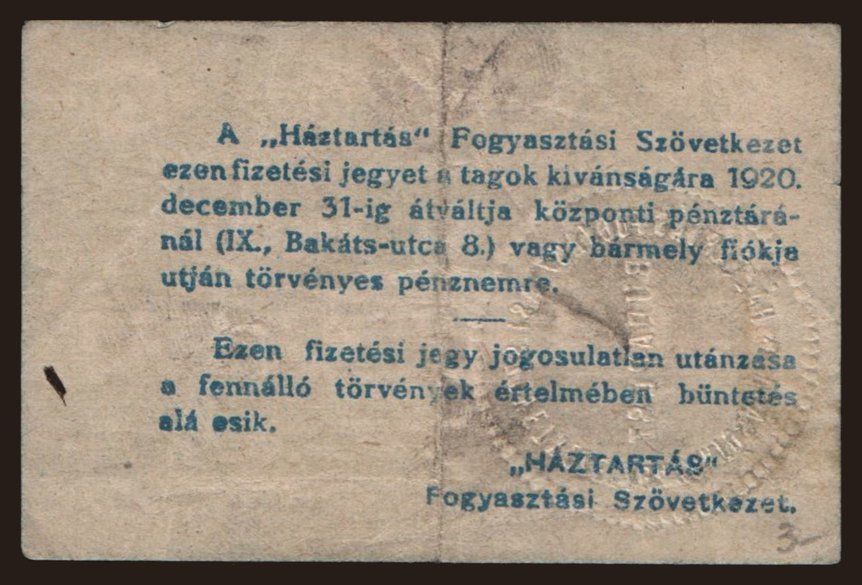 A „Háztartás“ Fogyasztási Szövetkezet
ezen fizetési jegyet a tagok kivánságára 1920.
december 31-ig átváltja központi pénztárá-
nál (IX., Bakáts-utca 8.) vagy bármely fiókja
utján törvényes pénznemre.
Ezen fizetési jegy jogosulatlan utánzása
a fennálló törvények értelmében büntetés
alá esik.
„HÁZTARTÁS“
Fogyasztási Szövetkezet.
3-